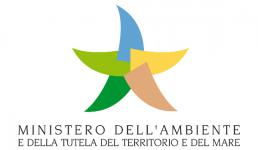 MINISTERO DELL'AMBIENTE
E DELLA TUTELA DEL TERRITORIO E DEL MARE